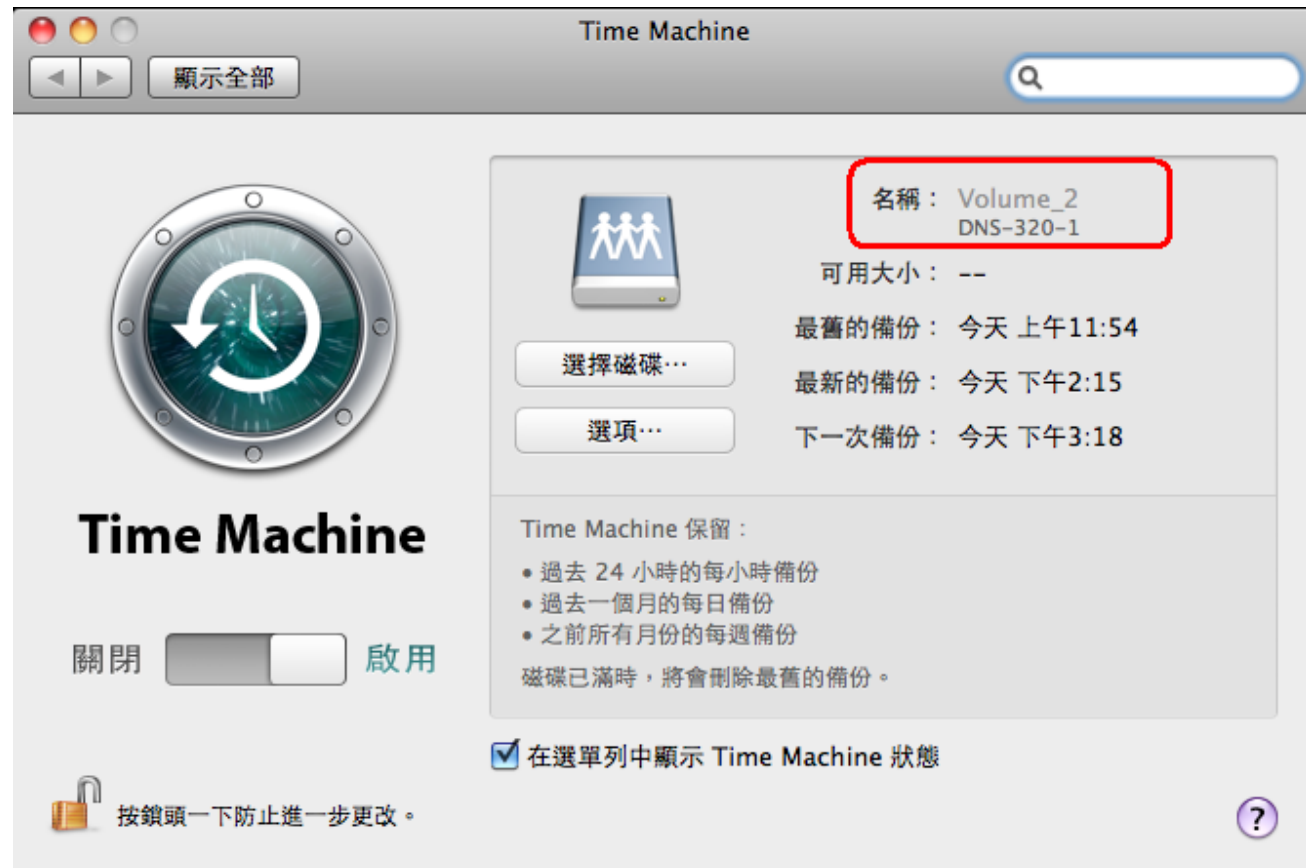 Time Machine
顯示全部
名稱： Volume_2
DNS-320-1
可用大小： --
最舊的備份： 今天 上午11:54
選擇磁碟…
最新的備份： 今天 下午2:15
選項…
下一次備份： 今天 下午3:18
Time Machine
Time Machine 保留：
• 過去 24 小時的每小時備份
• 過去一個月的每日備份
• 之前所有月份的每週備份
磁碟已滿時，將會刪除最舊的備份。
關閉 啟用
在選單列中顯示 Time Machine 狀態
按鎖頭一下防止進一步更改。
?